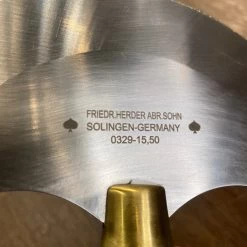 FRIEDR.HERDER ABR.SOHN
SOLINGEN-GERMANY
0329-15,50